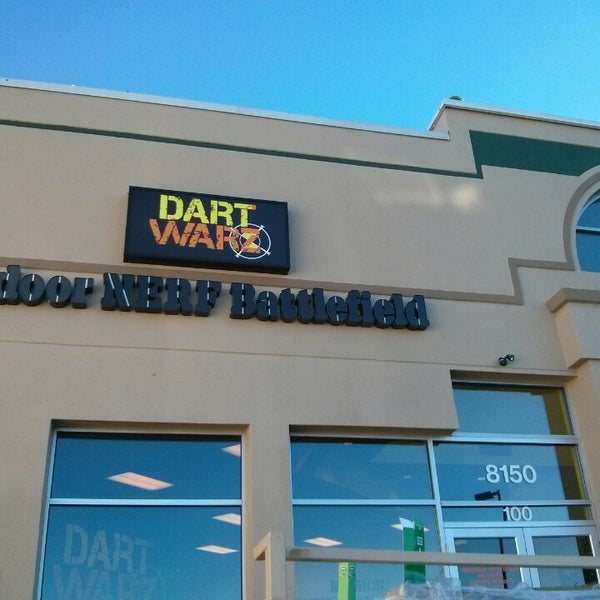 DART
WARZ
door NERF Battlefield
8150
100
DART
WARZ